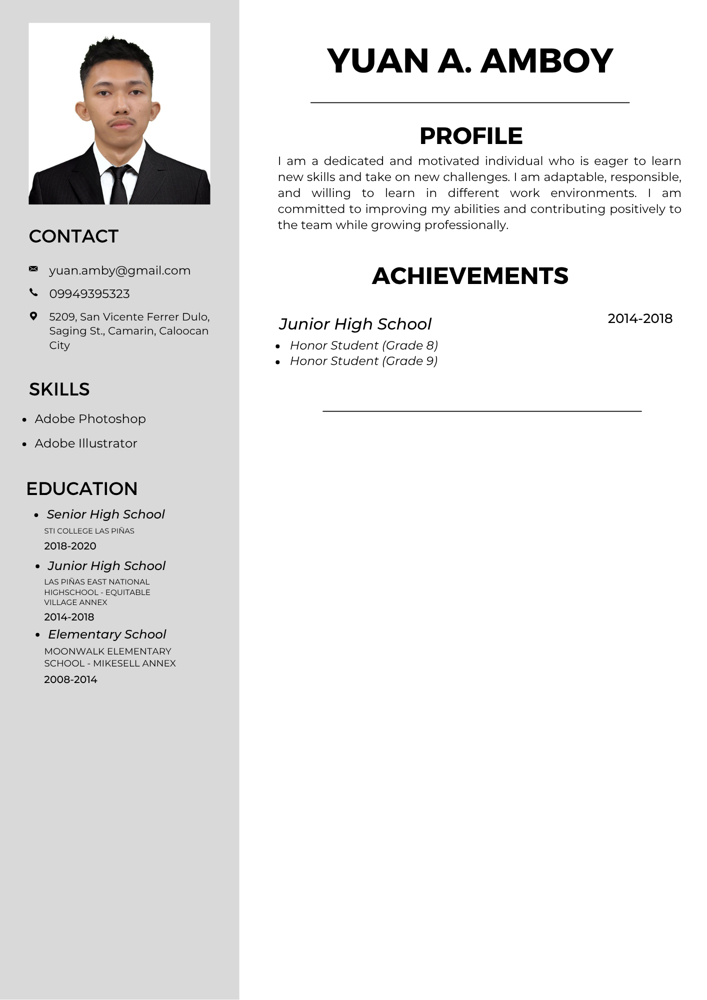 YUAN A. AMBOY
PROFILE
I am a dedicated and motivated individual who is eager to learn
new skills and take on new challenges. I am adaptable, responsible,
and willing to learn in different work environments. I am
committed to improving my abilities and contributing positively to
the team while growing professionally.
ACHIEVEMENTS
Junior High School
2014-2018
• Honor Student (Grade 8)
• Honor Student (Grade 9)
CONTACT
yuan.amby@gmail.com
09949395323
5209, San Vicente Ferrer Dulo,
Saging St., Camarin, Caloocan
City
SKILLS
• Adobe Photoshop
• Adobe Illustrator
EDUCATION
• Senior High School
STI COLLEGE LAS PIÑAS
2018-2020
• Junior High School
LAS PIÑAS EAST NATIONAL
HIGHSCHOOL - EQUITABLE
VILLAGE ANNEX
2014-2018
• Elementary School
MOONWALK ELEMENTARY
SCHOOL - MIKESELL ANNEX
2008-2014